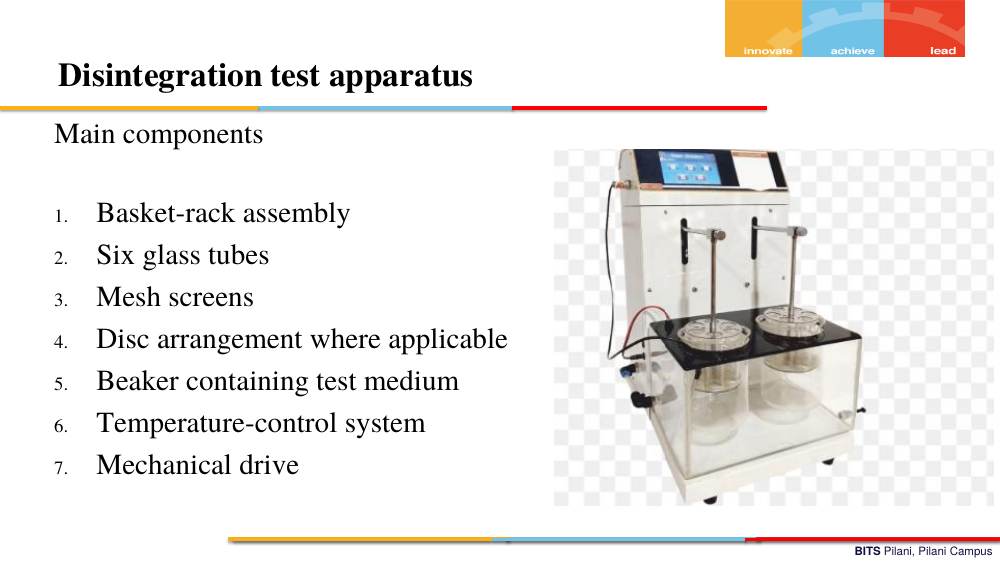 innovate achieve lead
Disintegration test apparatus
Main components
1. Basket-rack assembly
2. Six glass tubes
3. Mesh screens
4. Disc arrangement where applicable
5. Beaker containing test medium
6. Temperature-control system
7. Mechanical drive
BITS Pilani, Pilani Campus